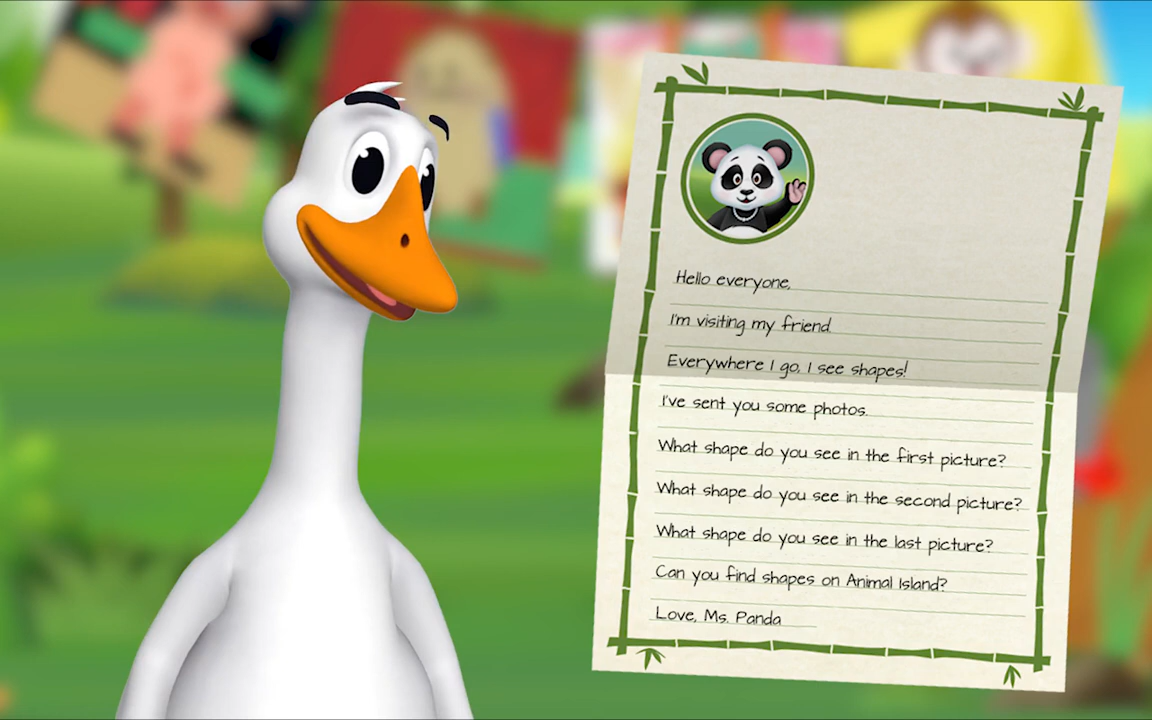 Hello everyone,
I'm visiting my friend.
Everywhere I go, I see shapes!
I've sent you some photos.
What shape do you see in the first picture?
What shape do you see in the second picture?
What shape do you see in the last picture?
Can you find shapes on Animal Island?
Love, Ms. Panda